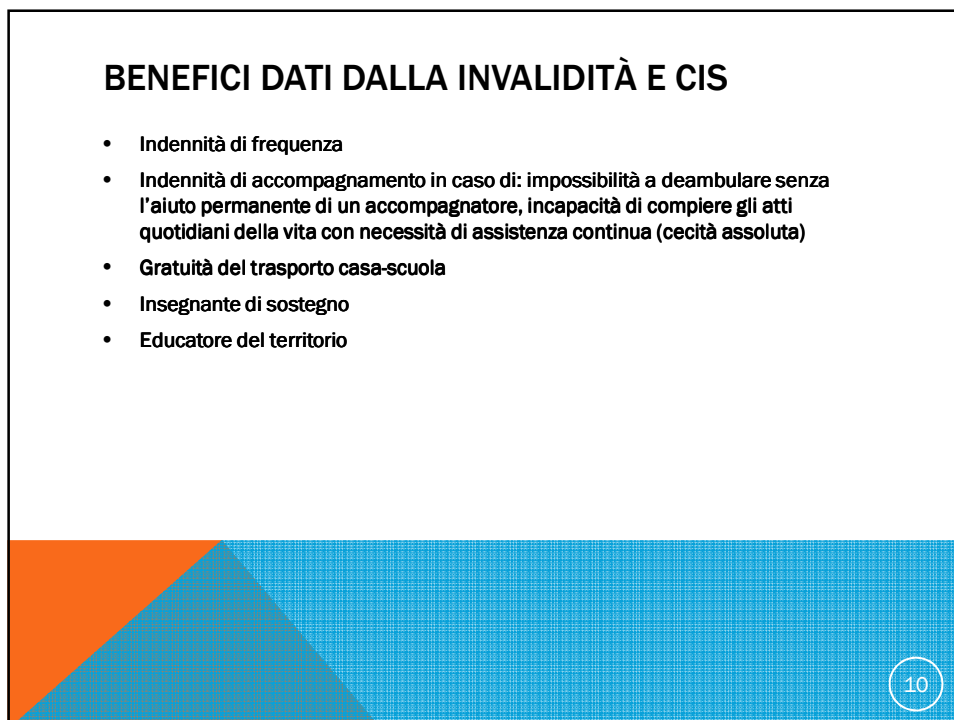 BENEFICI DATI DALLA INVALIDITÀ E CIS
• Indennità di frequenza
• Indennità di accompagnamento in caso di: impossibilità a deambulare senza
l'aiuto permanente di un accompagnatore, incapacità di compiere gli atti
quotidiani della vita con necessità di assistenza continua (cecità assoluta)
• Gratuità del trasporto casa-scuola
• Insegnante di sostegno
• Educatore del territorio
10